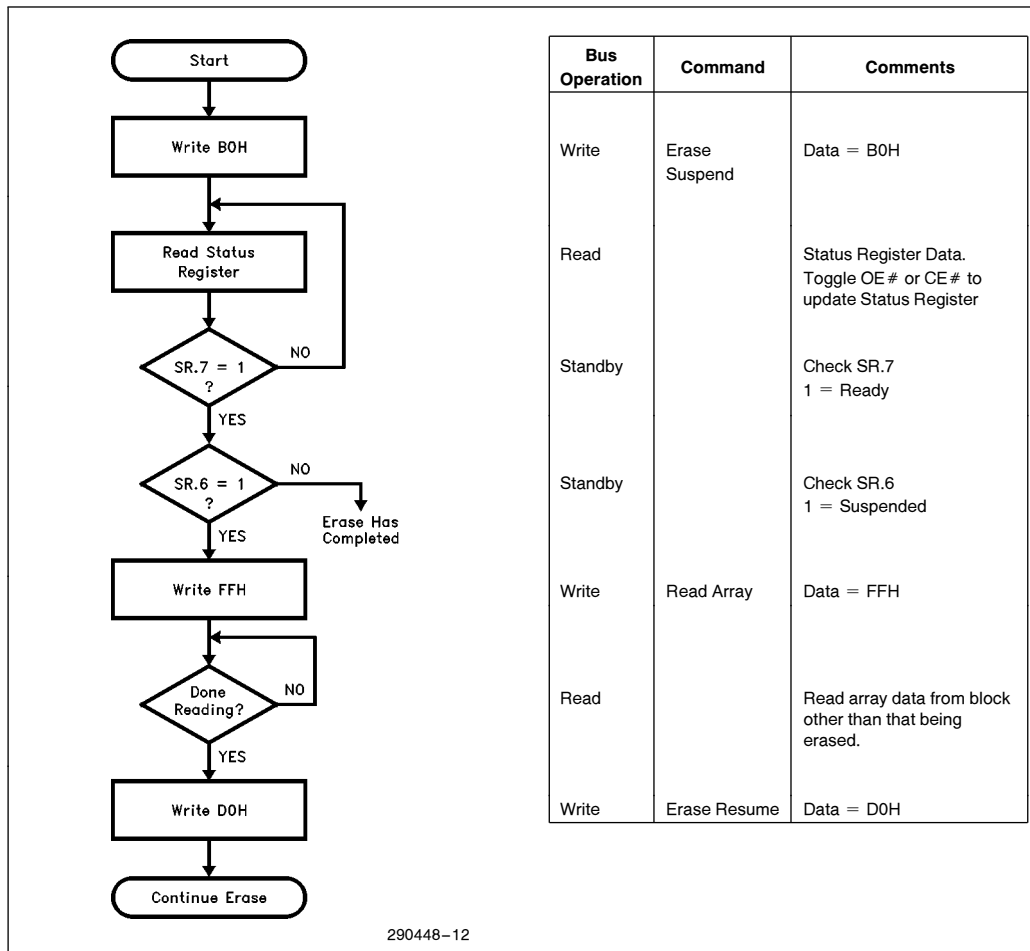 Start
Write B0H
Read Status
Register
SR.7 = 1
?
NO
YES
SR.6 = 1
?
NO
Erase Has
Completed
YES
Write FFH
Done
Reading?
NO
YES
Write D0H
Continue Erase
290448–12
Bus
Operation
Command
Comments
Write
Erase
Suspend
Data = B0H
Read
Status Register Data.
Toggle OE# or CE# to
update Status Register
Standby
Check SR.7
1 = Ready
Standby
Check SR.6
1 = Suspended
Write
Read Array
Data = FFH
Read
Read array data from block
other than that being
erased.
Write
Erase Resume
Data = D0H